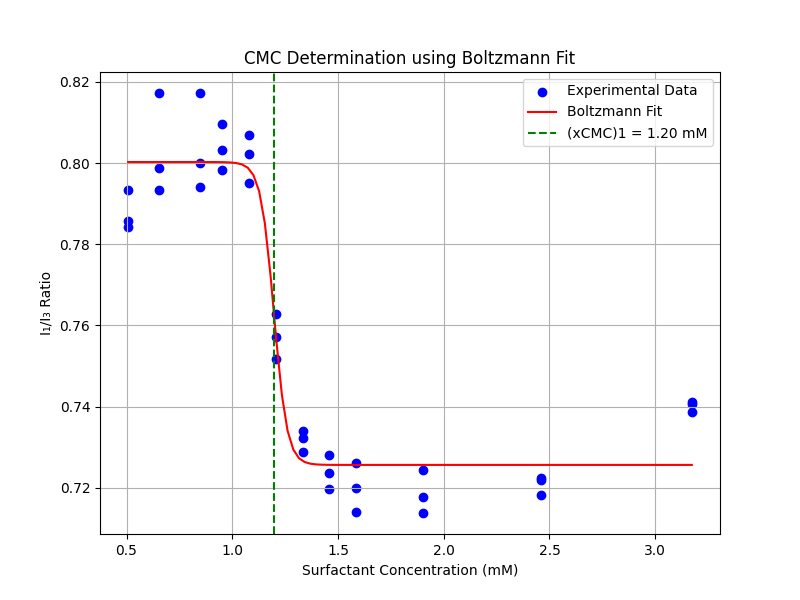 CMC Determination using Boltzmann Fit
Experimental Data
Boltzmann Fit
(xCMC)1 = 1.20 mM
I₁/I₃ Ratio
0.82
0.80
0.78
0.76
0.74
0.72
0.5
1.0
1.5
2.0
2.5
3.0
Surfactant Concentration (mM)